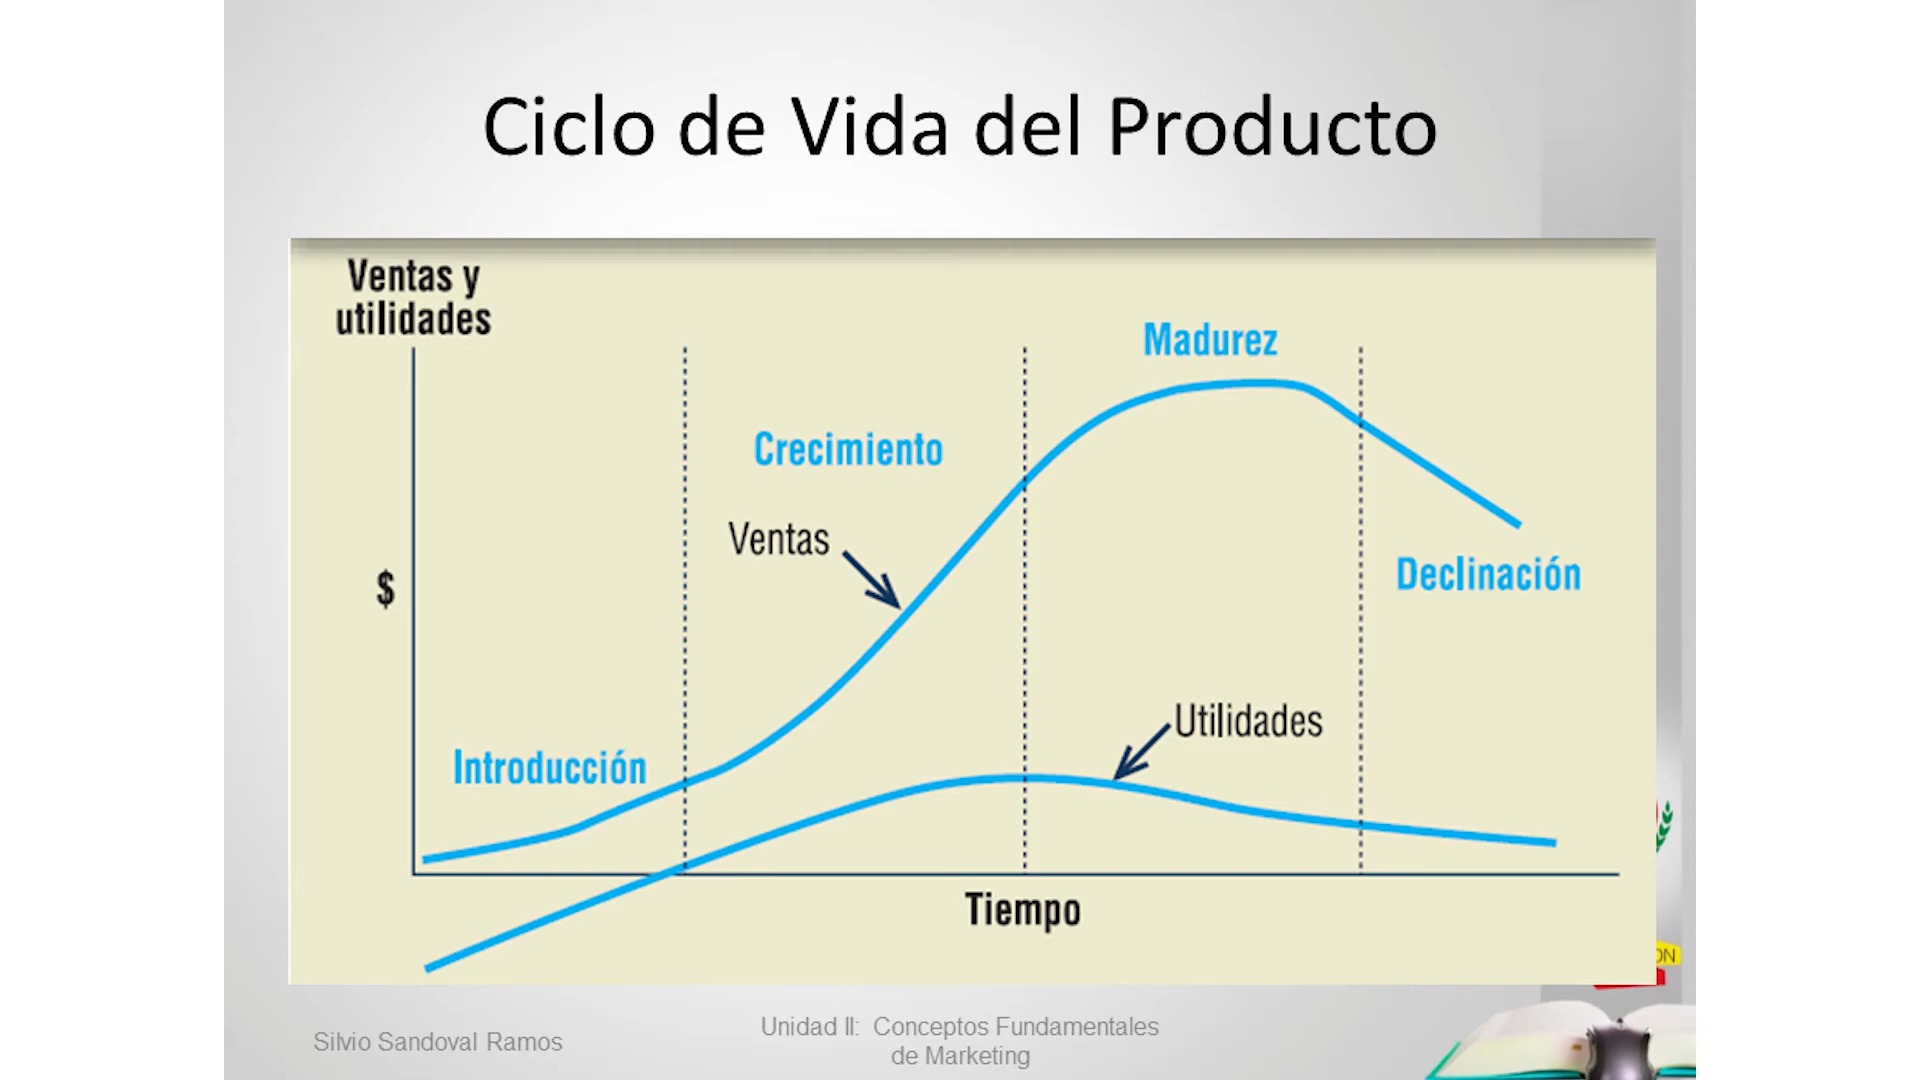 Ciclo de Vida del Producto
Ventas y
utilidades
Madurez
Crecimiento
Ventas
$
Declinación
Utilidades
Introducción
Tiempo
Silvio Sandoval Ramos
Unidad II: Conceptos Fundamentales
de Marketing